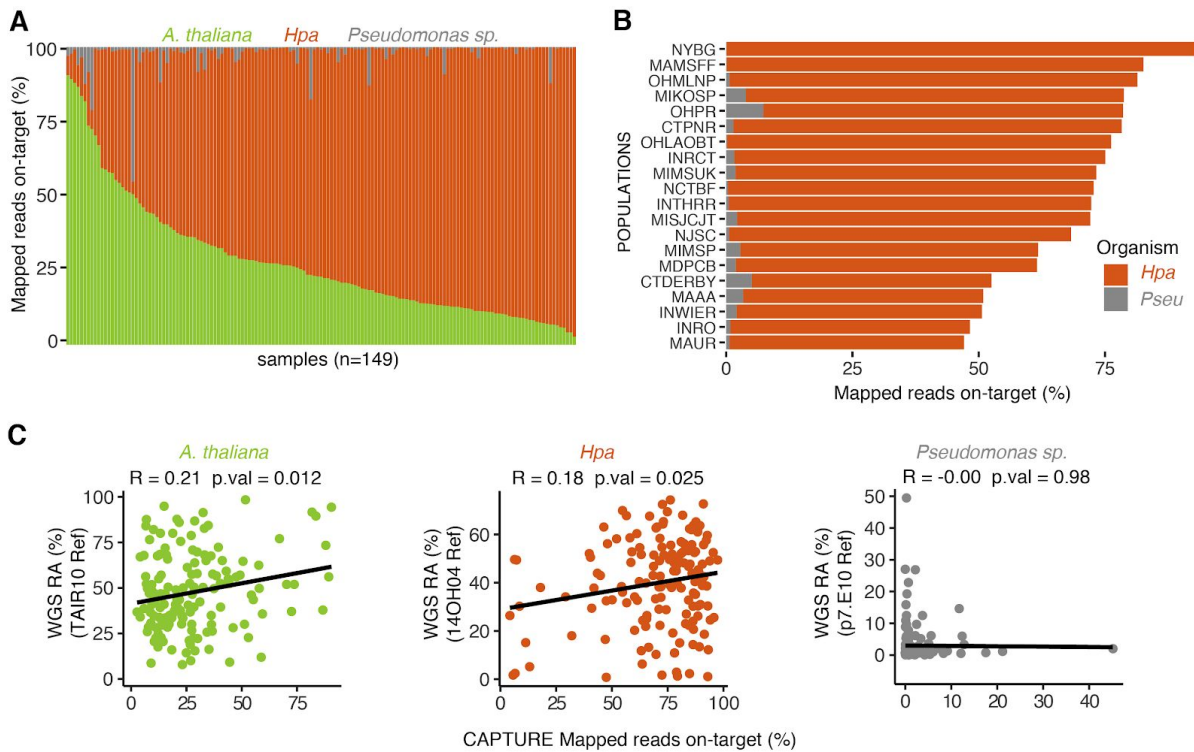 A
A. thaliana Hpa Pseudomonas sp.
Mapped reads on-target (%)
100
75
50
25
0
samples (n=149)
B
POPULATIONS
NYBG
MAMSFF
OHMLNP
MIKOSP
OHPR
CTPNR
OHLAOBT
INRCT
MIMSUK
NCTBF
INTHRR
MISJCJT
NJSC
MIMSP
MDPCB
CTDERBY
MAAA
INWIER
INRO
MAUR
Organism
Hpa
Pseu
0 25 50 75
Mapped reads on-target (%)
C
A. thaliana
R = 0.21 p.val = 0.012
WGS RA (%)
(TAIR10 Ref)
100
75
50
25
0
0 25 50 75
Hpa
R = 0.18 p.val = 0.025
WGS RA (%)
(14OH04 Ref)
60
40
20
0
0 25 50 75 100
Pseudomonas sp.
R = -0.00 p.val = 0.98
WGS RA (%)
(p7.E10 Ref)
50
40
30
20
10
0
0 10 20 30 40
CAPTURE Mapped reads on-target (%)